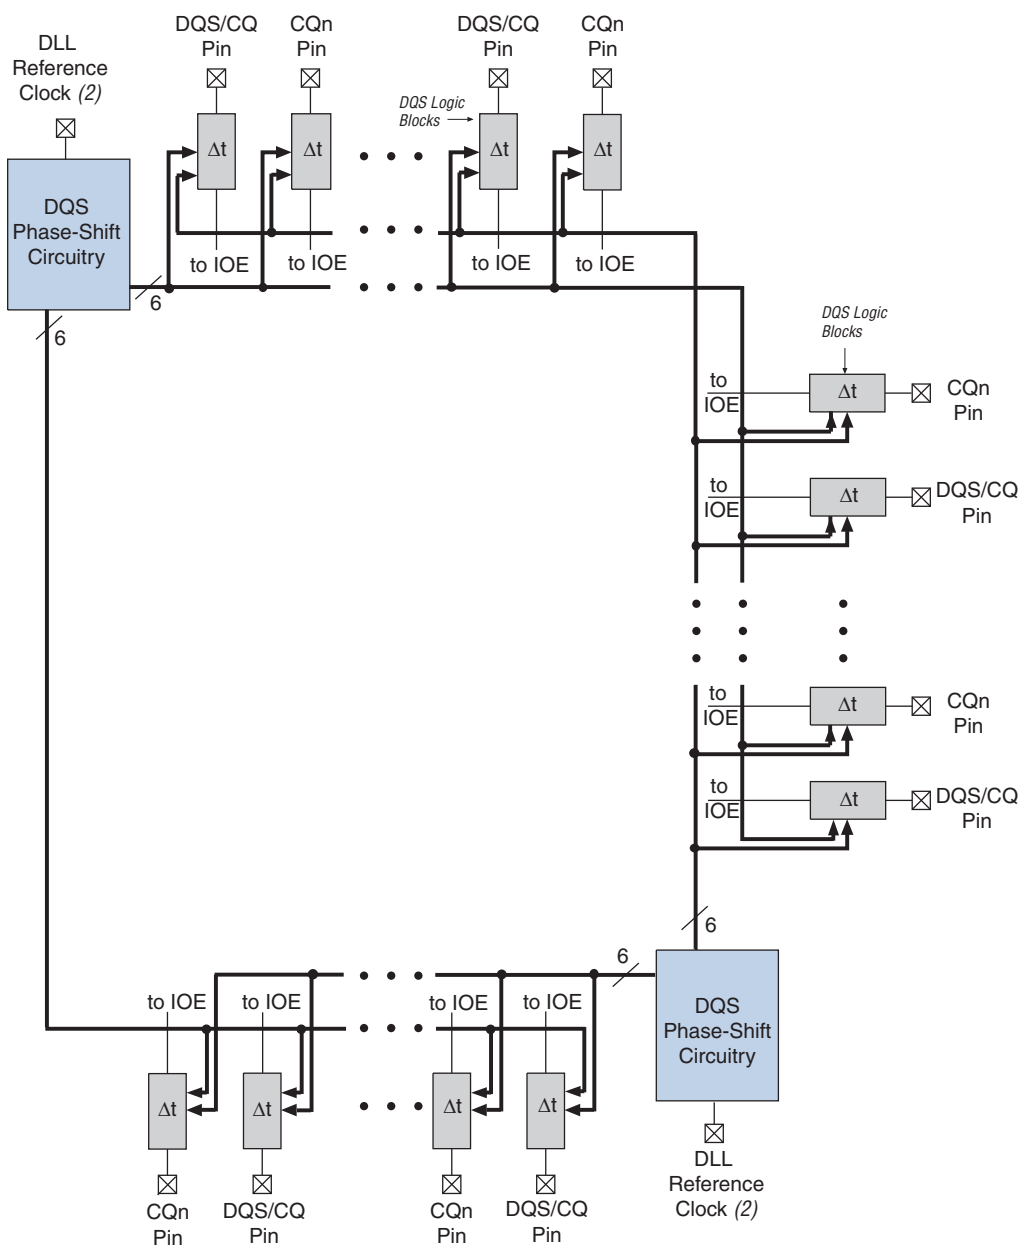 DLL
Reference
Clock (2)
DQS/CQ
Pin
CQn
Pin
DQS/CQ
Pin
CQn
Pin
DQS Logic
Blocks
Δt
Δt
Δt
Δt
DQS
Phase-Shift
Circuitry
to IOE
to IOE
to IOE
to IOE
6
6
DQS Logic
Blocks
to
IOE
Δt
CQn
Pin
to
IOE
Δt
DQS/CQ
Pin
to
IOE
Δt
CQn
Pin
to
IOE
Δt
DQS/CQ
Pin
6
6
to IOE
to IOE
to IOE
to IOE
DQS
Phase-Shift
Circuitry
Δt
Δt
Δt
Δt
CQn
Pin
DQS/CQ
Pin
CQn
Pin
DQS/CQ
Pin
DLL
Reference
Clock (2)